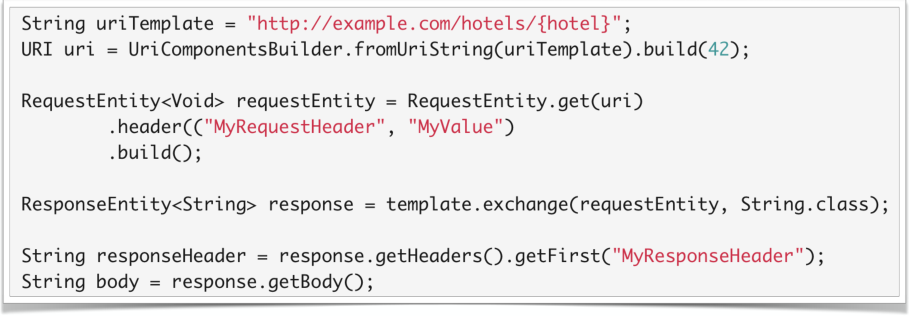 String uriTemplate = "http://example.com/hotels/{hotel}";
URI uri = UriComponentsBuilder.fromUriString(uriTemplate).build(42);
RequestEntity<Void> requestEntity = RequestEntity.get(uri)
.header(("MyRequestHeader", "MyValue")
.build();
ResponseEntity<String> response = template.exchange(requestEntity, String.class);
String responseHeader = response.getHeaders().getFirst("MyResponseHeader");
String body = response.getBody();